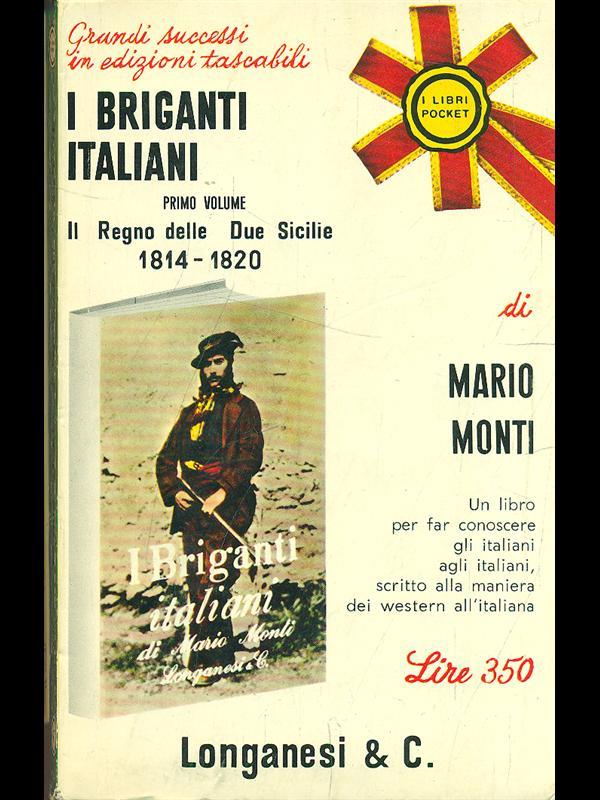 Grandi successi
in edizioni tascabili
I LIBRI
POCKET
I BRIGANTI
ITALIANI
PRIMO VOLUME
Il Regno delle Due Sicilie
1814-1820
di
MARIO
MONTI
Un libro
per far conoscere
gli italiani
agli italiani,
scritto alla maniera
dei western all'italiana
I Briganti
italiani
di Mario Monti
Longanesi & C.
Lire 350
Longanesi & C.